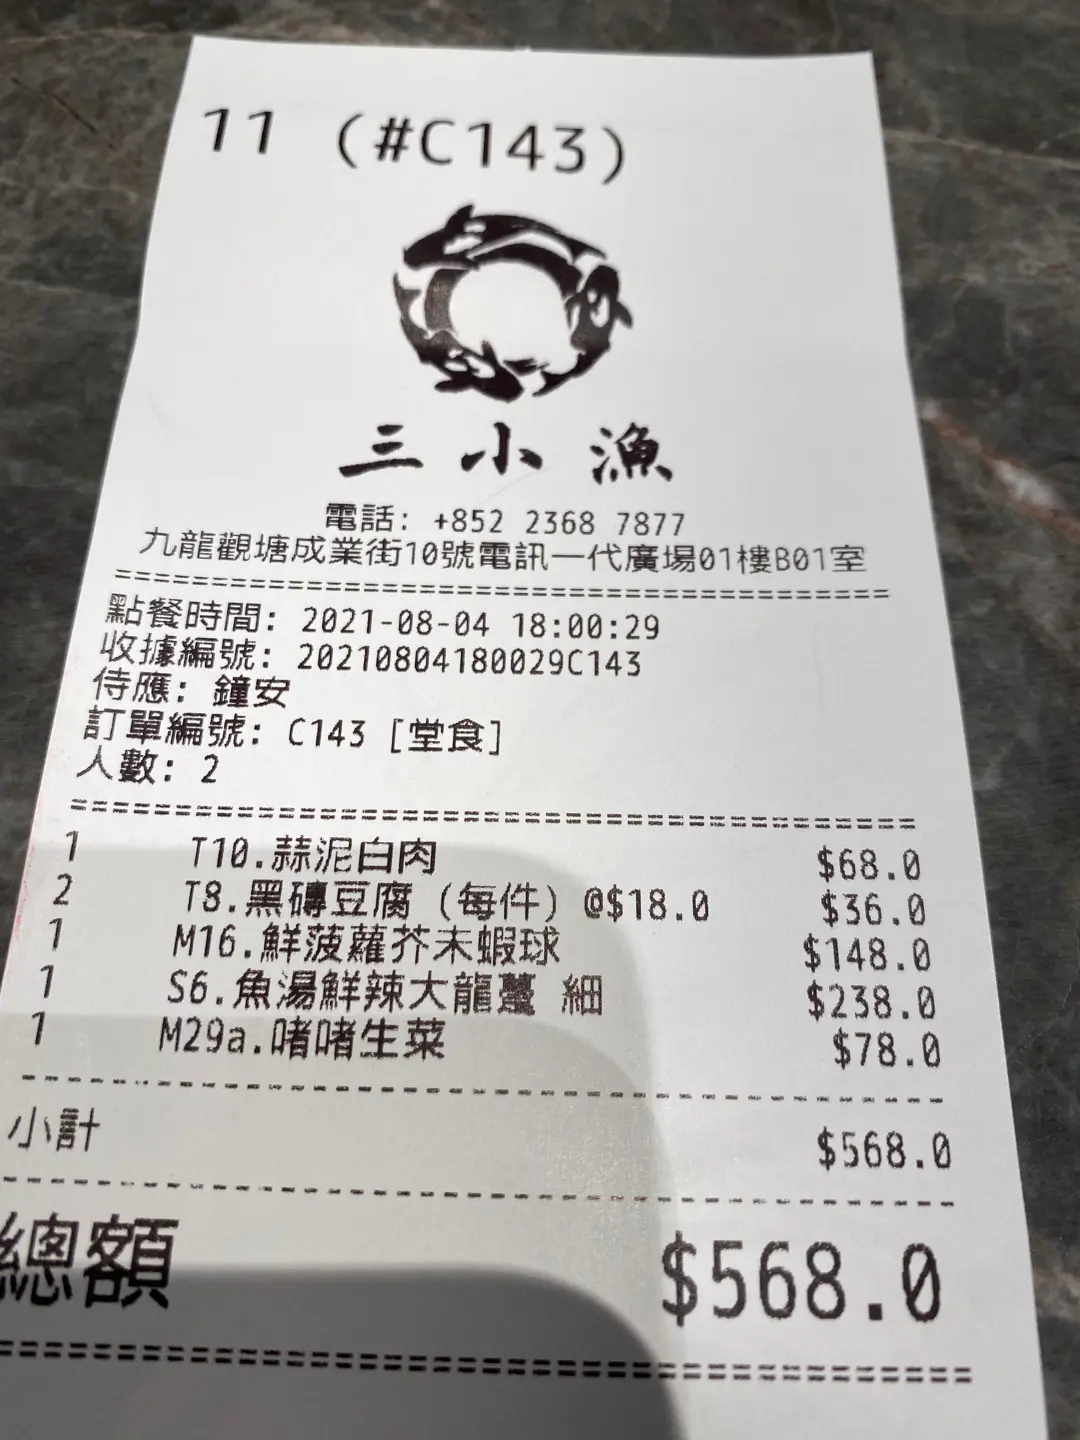 11 (#C143)
三小漁
電話: +852 2368 7877
九龍觀塘成業街10號電訊一代廣場01樓B01室
點餐時間: 2021-08-04 18:00:29
收據編號: 20210804180029C143
侍應: 鐘安
訂單編號: C143 [堂食]
人數: 2
1 T10.蒜泥白肉 $68.0
2 T8.黑磚豆腐 (每件) @$18.0 $36.0
1 M16.鮮菠蘿芥末蝦球 $148.0
1 S6.魚湯鮮辣大龍躉 細 $238.0
1 M29a.啫啫生菜 $78.0
小計 $568.0
總額 $568.0